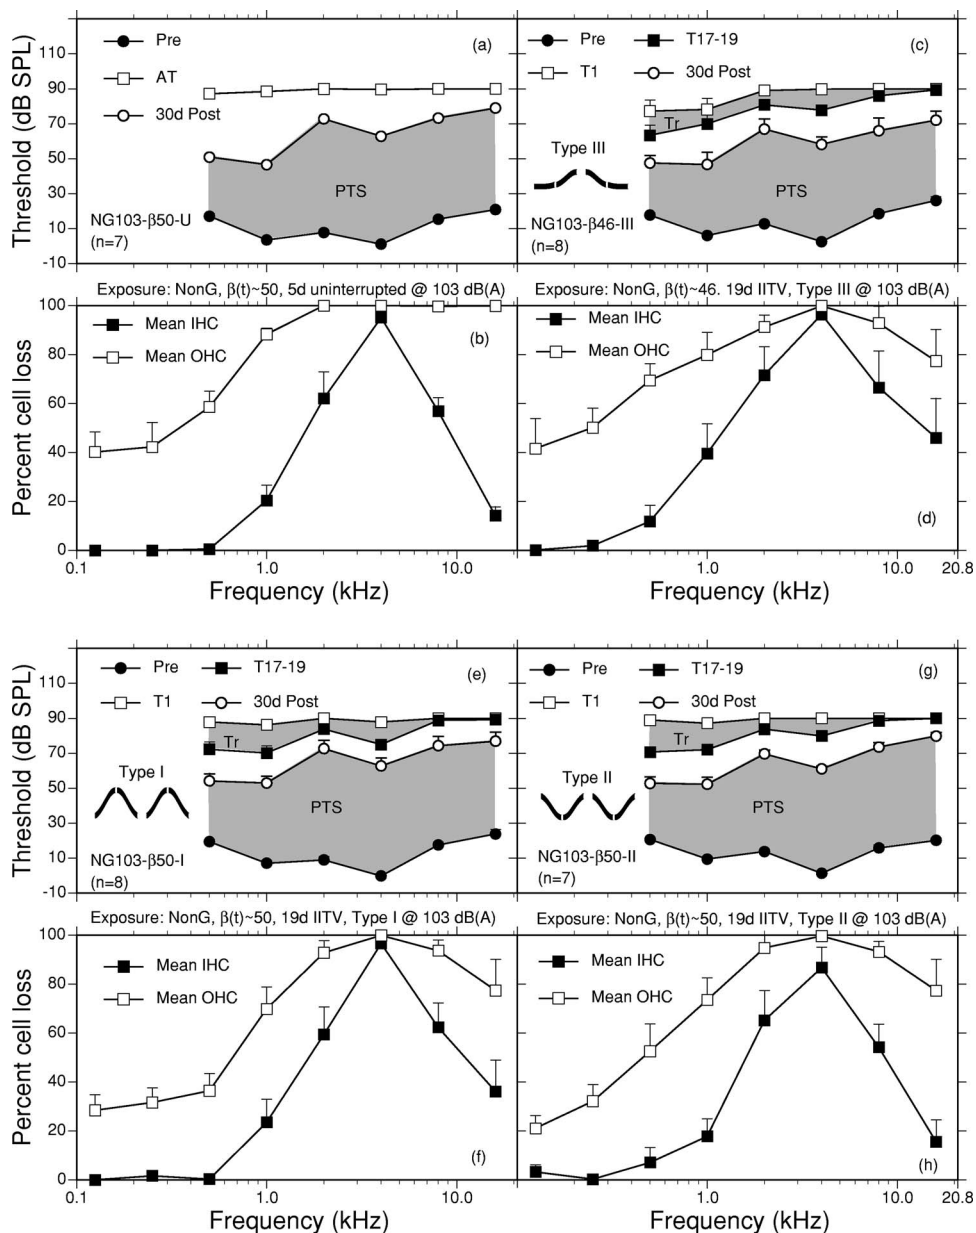 Threshold (dB SPL)
110
90
70
50
30
10
-10
Pre
AT
30d Post
(a)
PTS
NG103-β50-U
(n=7)
Pre
T17-19
T1
30d Post
(c)
Tr
Type III
PTS
NG103-β46-III
(n=8)
Exposure: NonG, β(t)~50, 5d uninterrupted @ 103 dB(A)
Exposure: NonG, β(t)~46. 19d IITV, Type III @ 103 dB(A)
Percent cell loss
100
80
60
40
20
0
Mean IHC
Mean OHC
(b)
Mean IHC
Mean OHC
(d)
0.1
1.0
10.0
1.0
10.0
20.8
Frequency (kHz)
Frequency (kHz)
Threshold (dB SPL)
110
90
70
50
30
10
-10
Pre
T17-19
T1
30d Post
(e)
Tr
Type I
PTS
NG103-β50-I
(n=8)
Pre
T17-19
T1
30d Post
(g)
Tr
Type II
PTS
NG103-β50-II
(n=7)
Exposure: NonG, β(t)~50, 19d IITV, Type I @ 103 dB(A)
Exposure: NonG, β(t)~50, 19d IITV, Type II @ 103 dB(A)
Percent cell loss
100
80
60
40
20
0
Mean IHC
Mean OHC
(f)
Mean IHC
Mean OHC
(h)
0.1
1.0
10.0
1.0
10.0
20.8
Frequency (kHz)
Frequency (kHz)